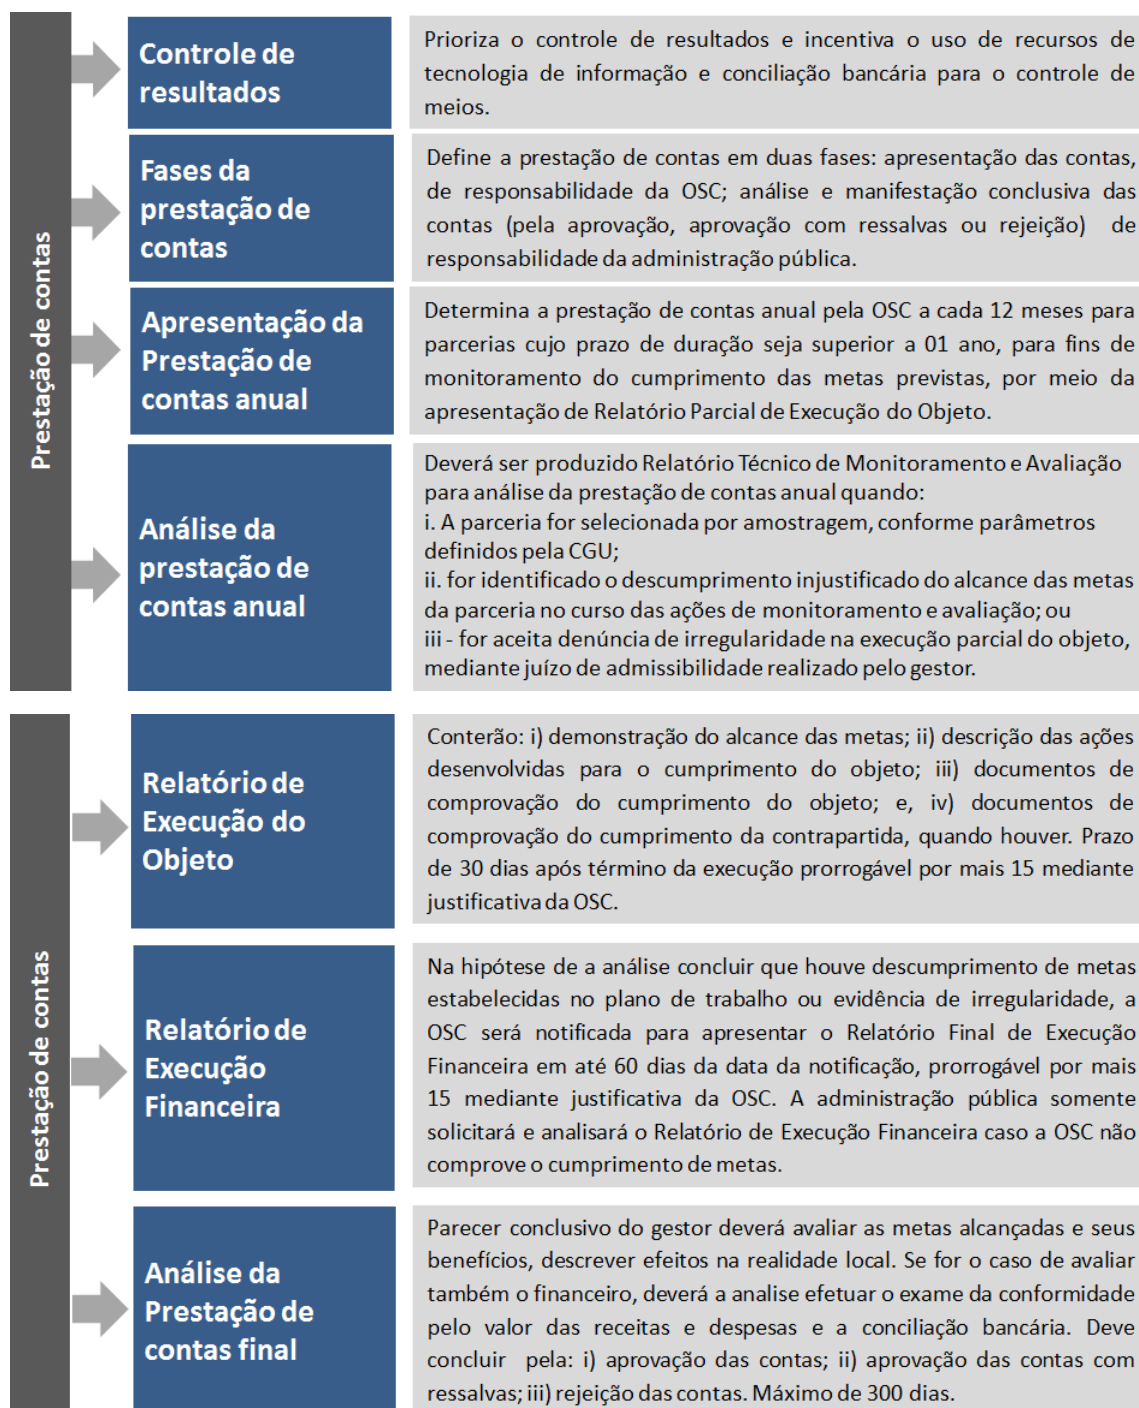 Prestação de contas
Controle de
resultados
Prioriza o controle de resultados e incentiva o uso de recursos de
tecnologia de informação e conciliação bancária para o controle de
meios.
Fases da
prestação de
contas
Define a prestação de contas em duas fases: apresentação das contas,
de responsabilidade da OSC; análise e manifestação conclusiva das
contas (pela aprovação, aprovação com ressalvas ou rejeição) de
responsabilidade da administração pública.
Apresentação da
Prestação de
contas anual
Determina a prestação de contas anual pela OSC a cada 12 meses para
parcerias cujo prazo de duração seja superior a 01 ano, para fins de
monitoramento do cumprimento das metas previstas, por meio da
apresentação de Relatório Parcial de Execução do Objeto.
Análise da
prestação de
contas anual
Deverá ser produzido Relatório Técnico de Monitoramento e Avaliação
para análise da prestação de contas anual quando:
i. A parceria for selecionada por amostragem, conforme parâmetros
definidos pela CGU;
ii. for identificado o descumprimento injustificado do alcance das metas
da parceria no curso das ações de monitoramento e avaliação; ou
iii - for aceita denúncia de irregularidade na execução parcial do objeto,
mediante juízo de admissibilidade realizado pelo gestor.
Prestação de contas
Relatório de
Execução do
Objeto
Conterão: i) demonstração do alcance das metas; ii) descrição das ações
desenvolvidas para o cumprimento do objeto; iii) documentos de
comprovação do cumprimento do objeto; e, iv) documentos de
comprovação do cumprimento da contrapartida, quando houver. Prazo
de 30 dias após término da execução prorrogável por mais 15 mediante
justificativa da OSC.
Relatório de
Execução
Financeira
Na hipótese de a análise concluir que houve descumprimento de metas
estabelecidas no plano de trabalho ou evidência de irregularidade, a
OSC será notificada para apresentar o Relatório Final de Execução
Financeira em até 60 dias da data da notificação, prorrogável por mais
15 mediante justificativa da OSC. A administração pública somente
solicitará e analisará o Relatório de Execução Financeira caso a OSC não
comprove o cumprimento de metas.
Análise da
Prestação de
contas final
Parecer conclusivo do gestor deverá avaliar as metas alcançadas e seus
benefícios, descrever efeitos na realidade local. Se for o caso de avaliar
também o financeiro, deverá a analise efetuar o exame da conformidade
pelo valor das receitas e despesas e a conciliação bancária. Deve
concluir pela: i) aprovação das contas; ii) aprovação das contas com
ressalvas; iii) rejeição das contas. Máximo de 300 dias.